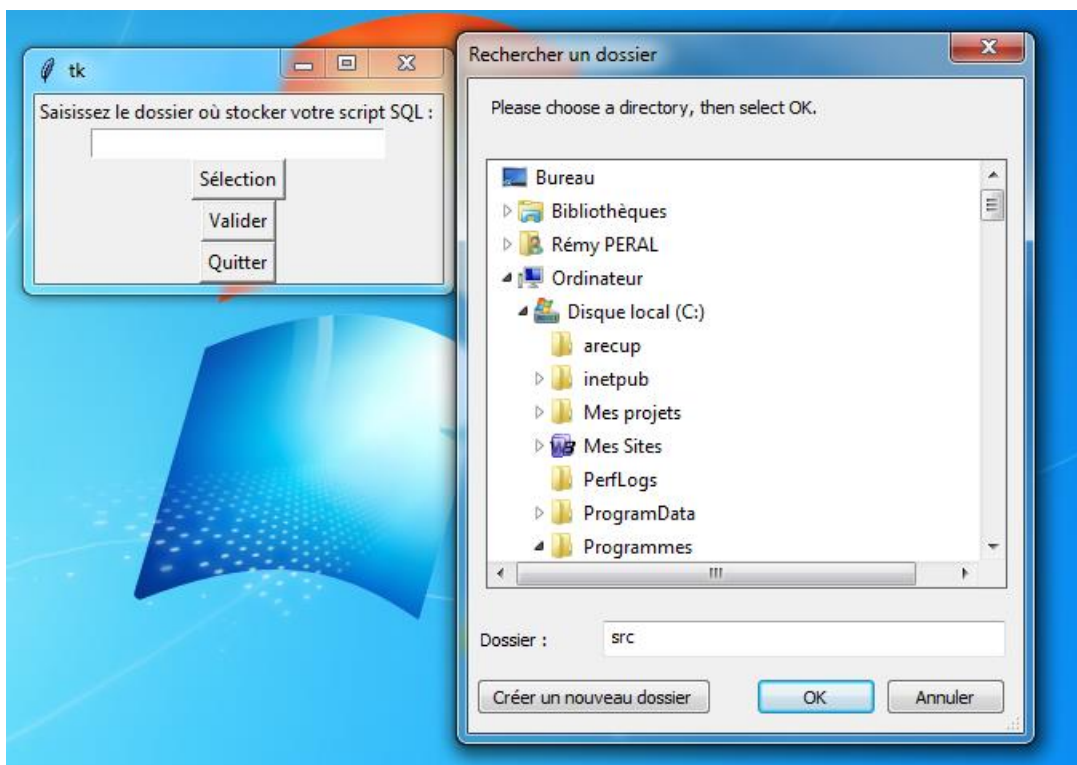 tk
Saisissez le dossier où stocker votre script SQL :
Sélection
Valider
Quitter
Rechercher un dossier
Please choose a directory, then select OK.
Bureau
Bibliothèques
Rémy PERAL
Ordinateur
Disque local (C:)
arecup
inetpub
Mes projets
Mes Sites
PerfLogs
ProgramData
Programmes
Dossier : src
Créer un nouveau dossier OK Annuler